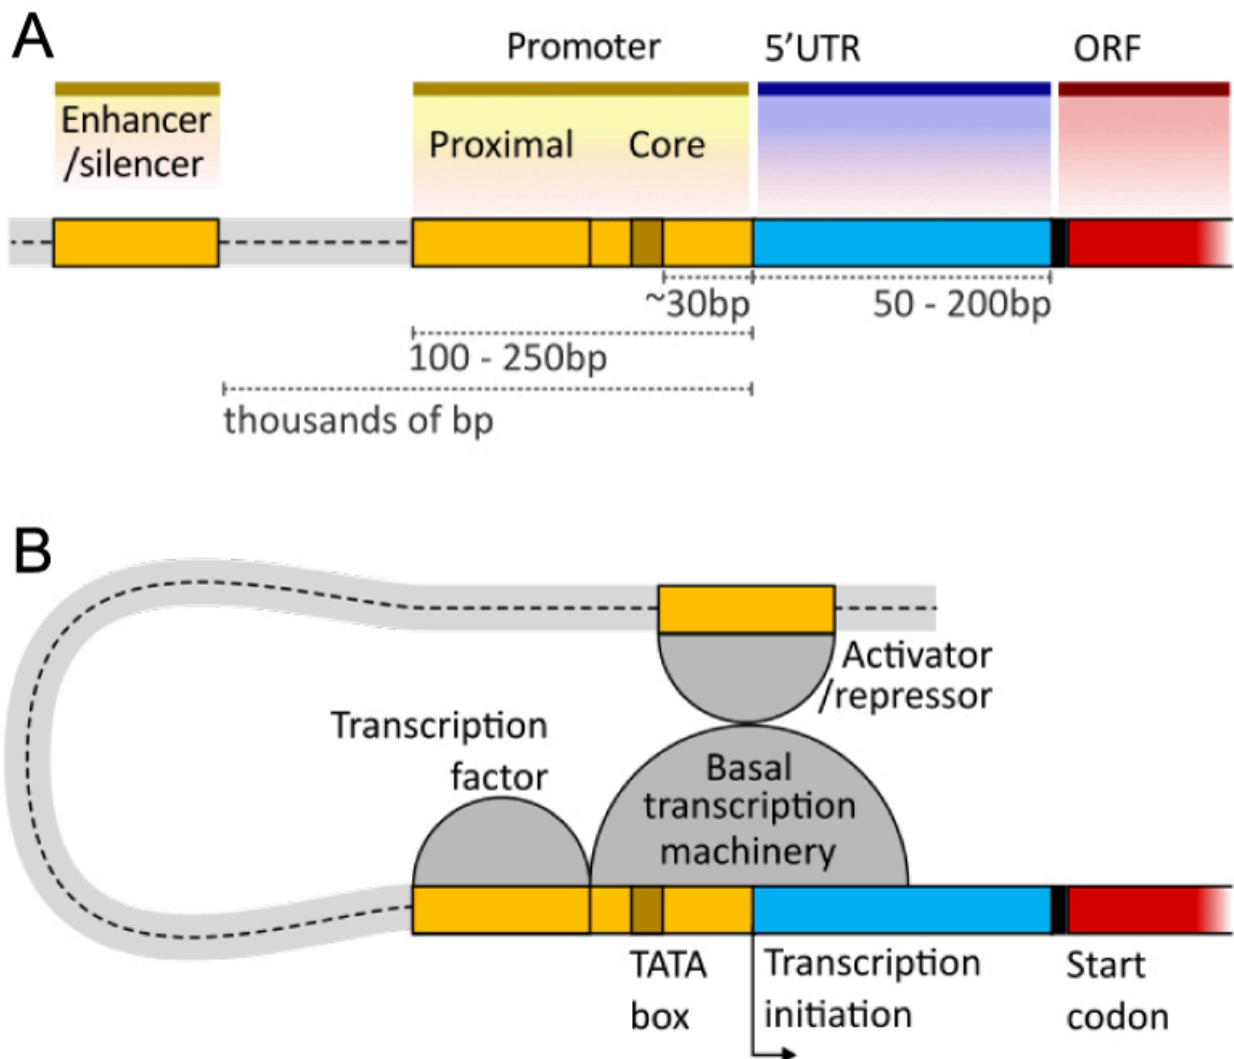 A
Promoter 5’UTR ORF
Enhancer
/silencer
Proximal Core
~30bp 50 - 200bp
100 - 250bp
thousands of bp
B
Activator
/repressor
Transcription
factor
Basal
transcription
machinery
TATA
box
Transcription
initiation
Start
codon